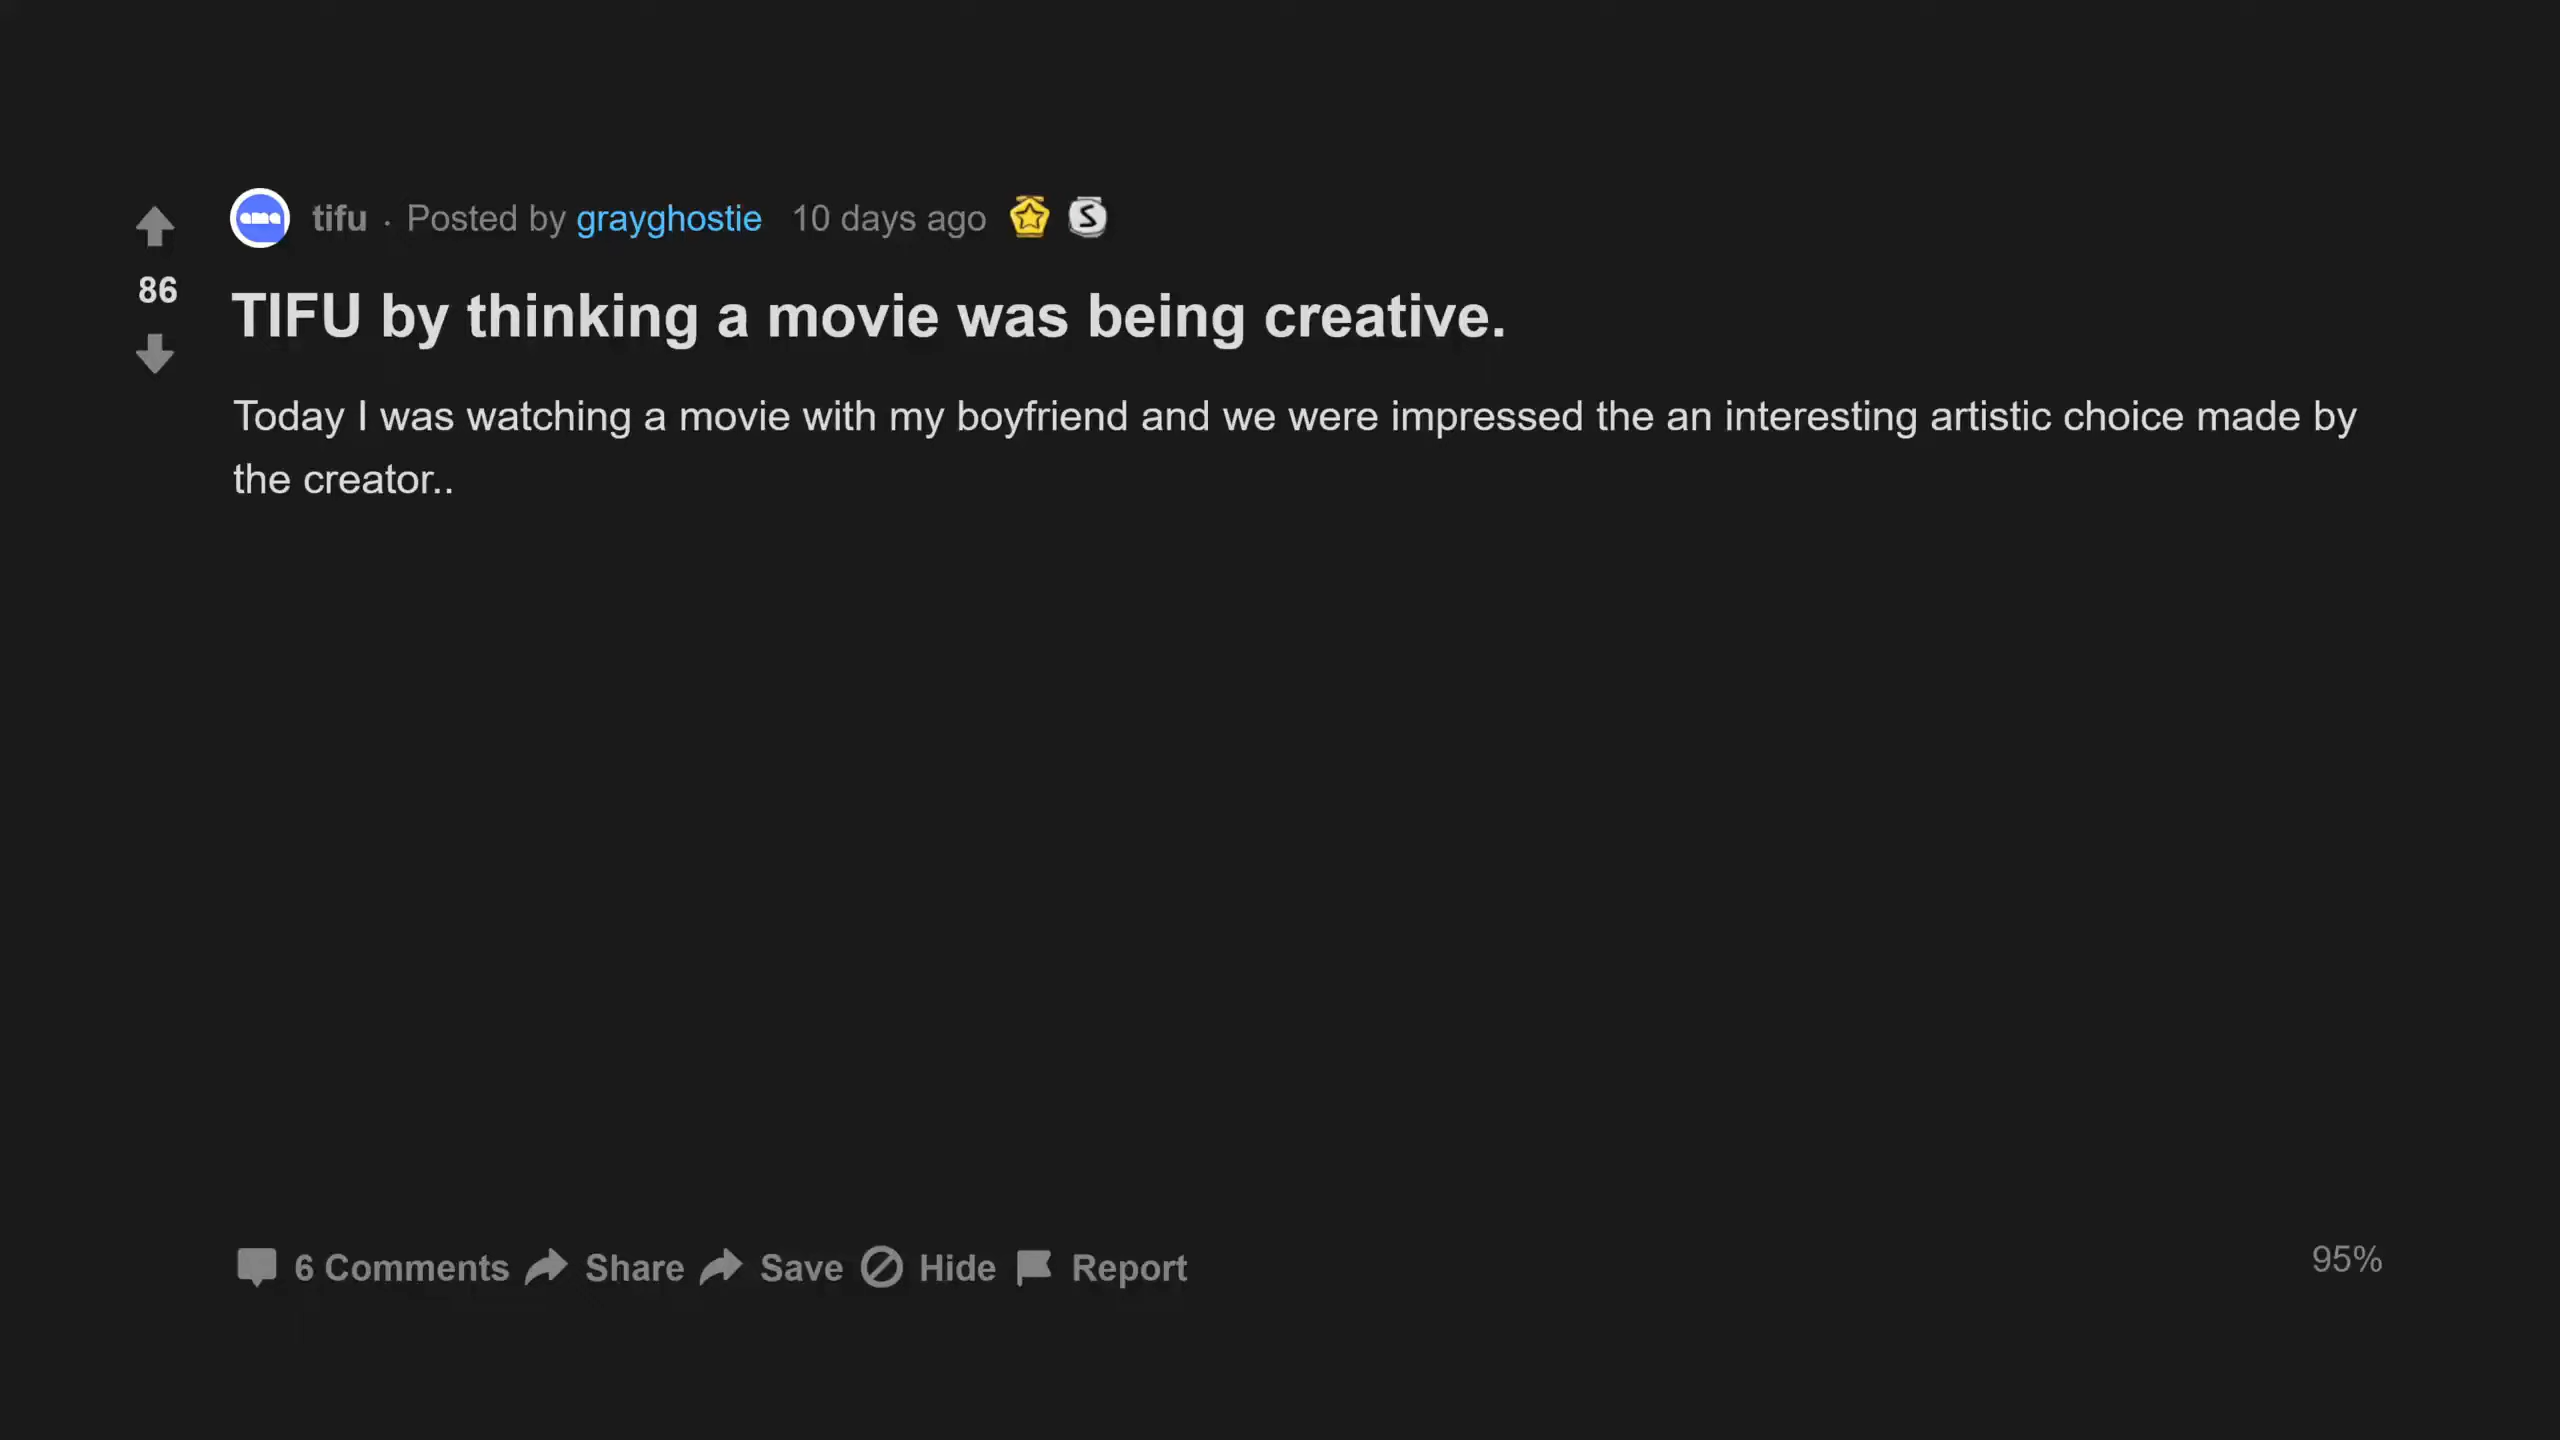 tifu · Posted by grayghostie 10 days ago
86
TIFU by thinking a movie was being creative.
Today I was watching a movie with my boyfriend and we were impressed the an interesting artistic choice made by
the creator..
6 Comments Share Save Hide Report
95%